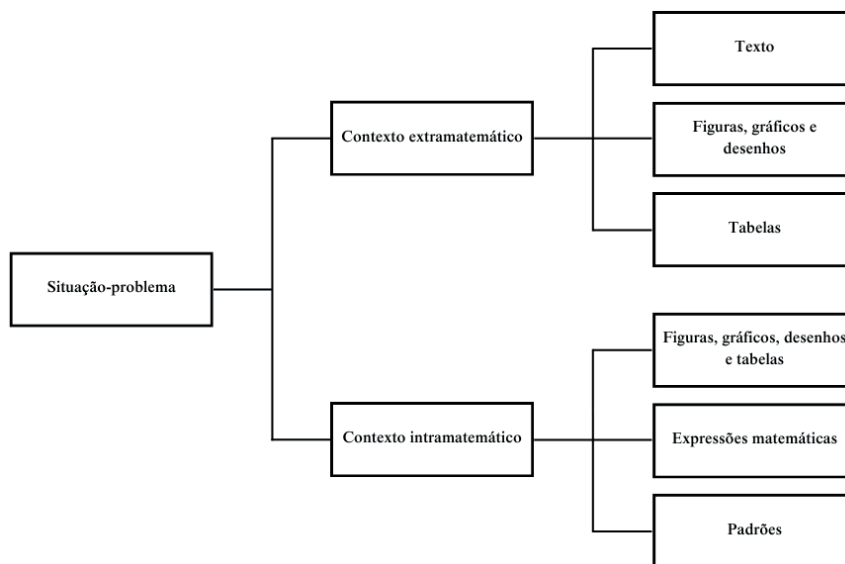 Texto
Contexto extramatemático
Figuras, gráficos e
desenhos
Tabelas
Situação-problema
Figuras, gráficos, desenhos
e tabelas
Contexto intramatemático
Expressões matemáticas
Padrões